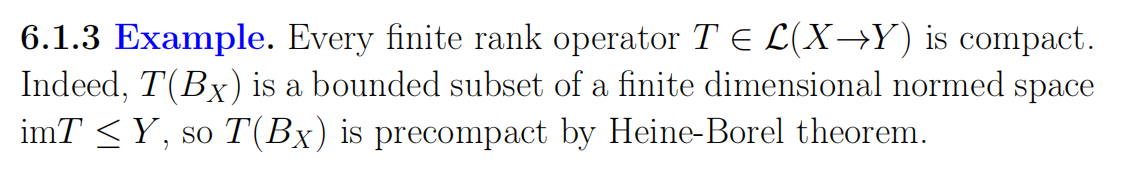 6.1.3 Example. Every finite rank operator T ∈ ℒ(X→Y) is compact.
Indeed, T(B_X) is a bounded subset of a finite dimensional normed space
imT ≤ Y, so T(B_X) is precompact by Heine-Borel theorem.